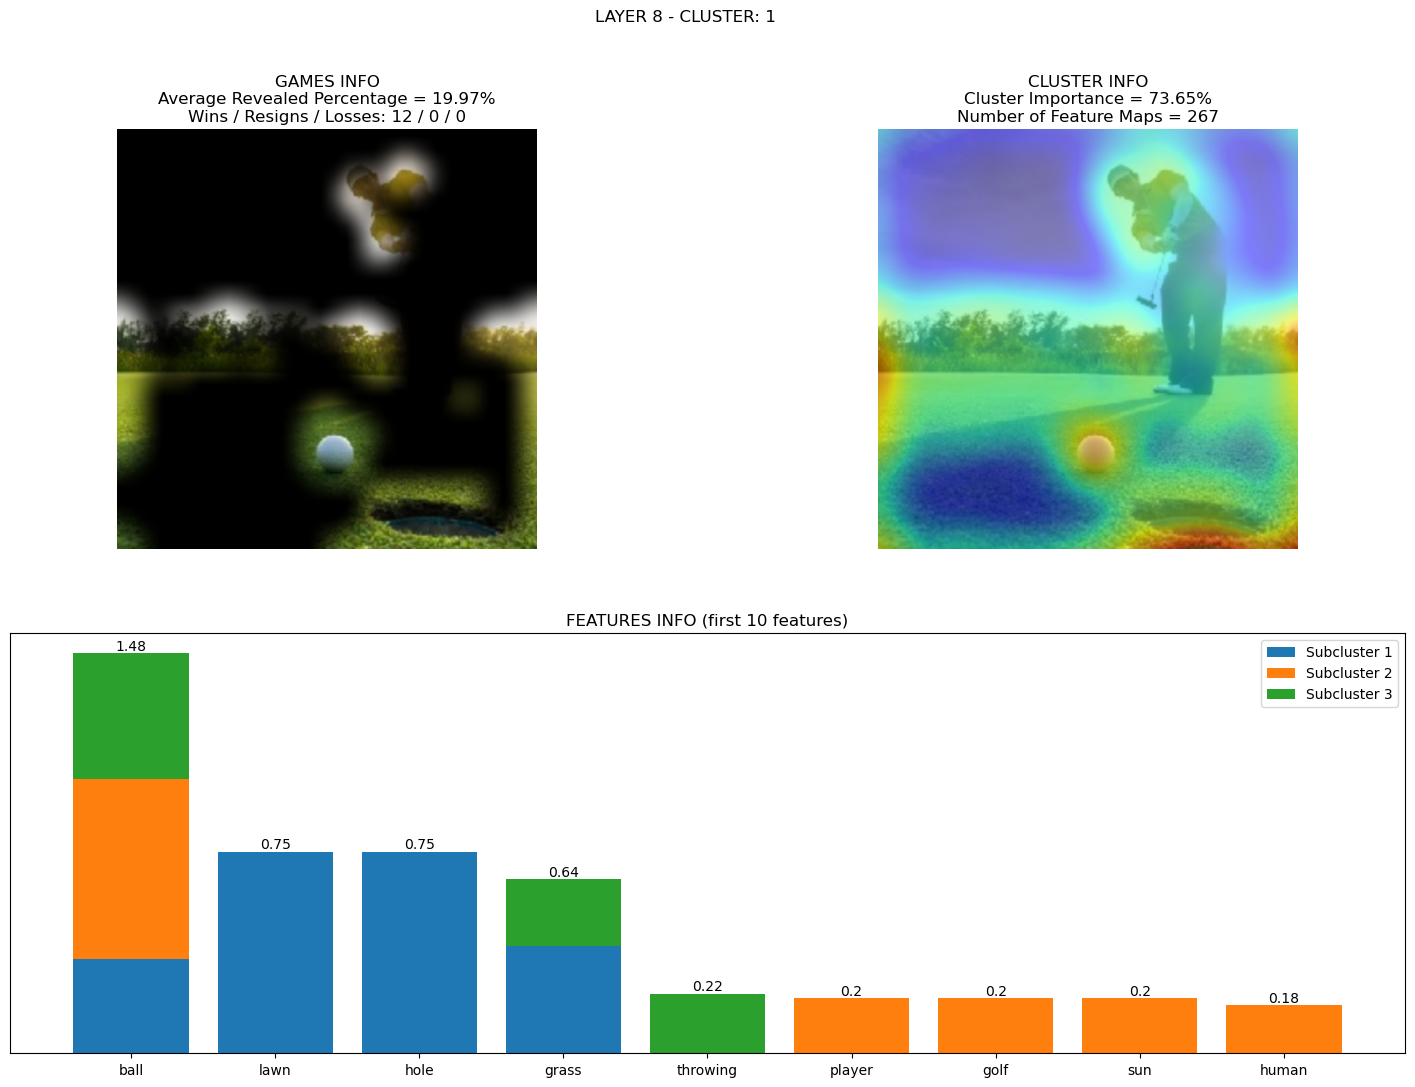 LAYER 8 - CLUSTER: 1
GAMES INFO
Average Revealed Percentage = 19.97%
Wins / Resigns / Losses: 12 / 0 / 0
CLUSTER INFO
Cluster Importance = 73.65%
Number of Feature Maps = 267
FEATURES INFO (first 10 features)
Subcluster 1
Subcluster 2
Subcluster 3
1.48
0.75
0.75
0.64
0.22
0.2
0.2
0.2
0.18
ball
lawn
hole
grass
throwing
player
golf
sun
human